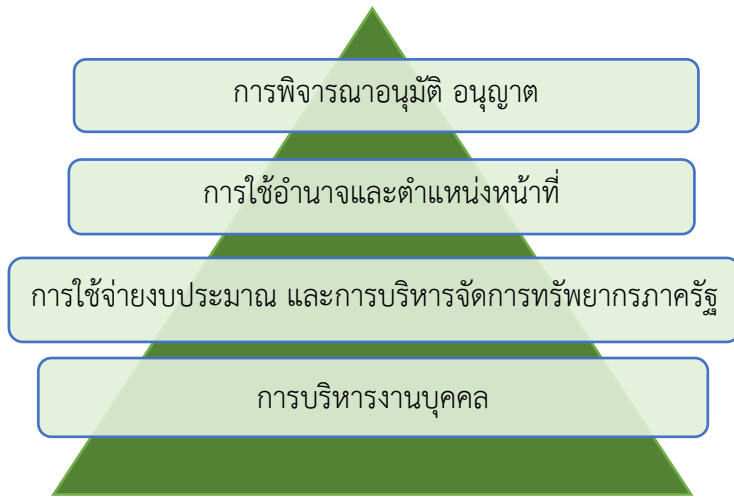 การพิจารณาอนุมัติ อนุญาต
การใช้อำนาจและตำแหน่งหน้าที่
การใช้จ่ายงบประมาณ และการบริหารจัดการทรัพยากรภาครัฐ
การบริหารงานบุคคล